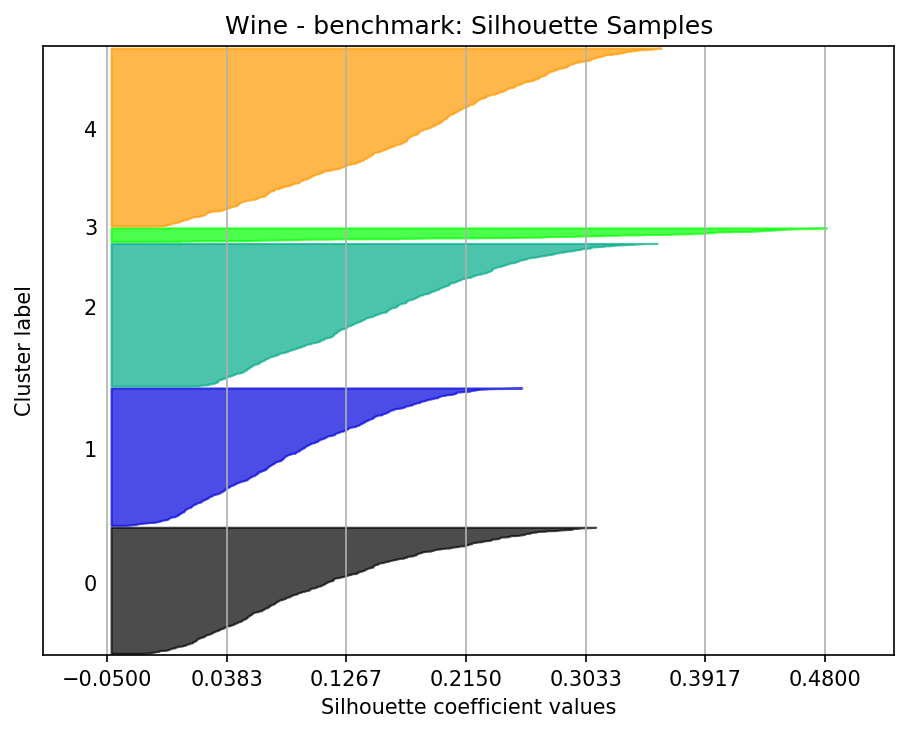 Wine - benchmark: Silhouette Samples
4
3
2
1
0
Cluster label
−0.0500 0.0383 0.1267 0.2150 0.3033 0.3917 0.4800
Silhouette coefficient values